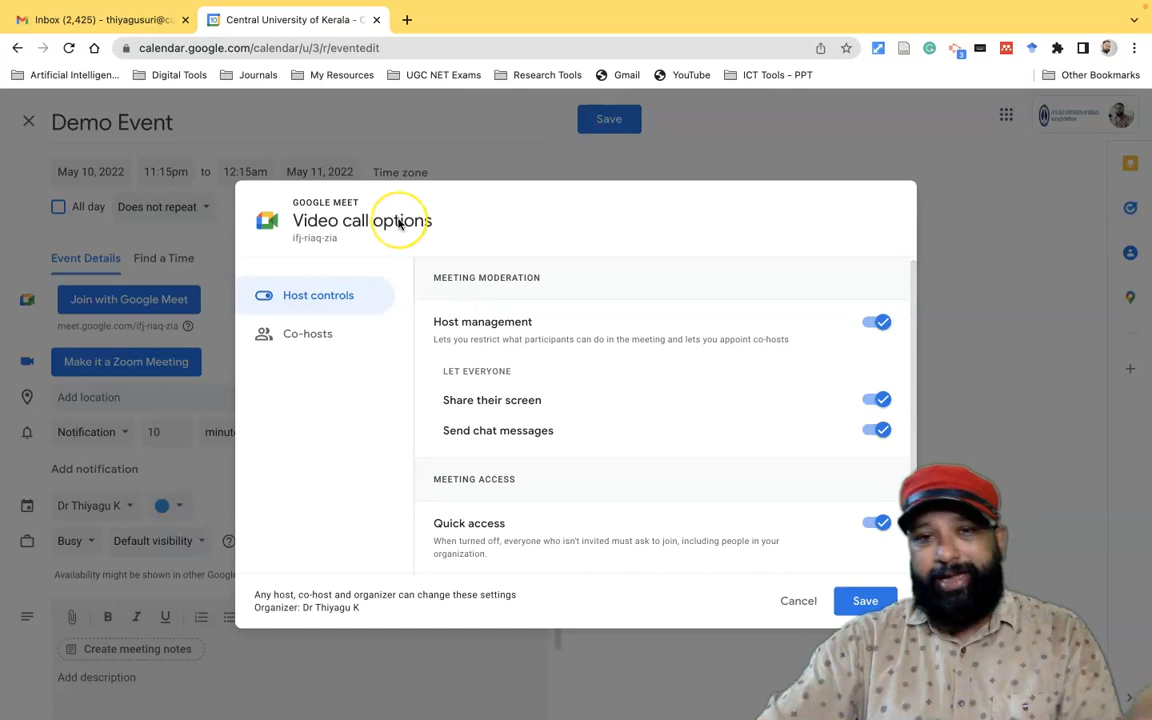 Inbox (2,425) - thiyagusuri@c
Central University of Kerala - C
calendar.google.com/calendar/u/3/r/eventedit
3
Artificial Intelligen...
Digital Tools
Journals
My Resources
UGC NET Exams
Research Tools
Gmail
YouTube
ICT Tools - PPT
Other Bookmarks
Demo Event
Save
May 10, 2022
11:15pm
to
12:15am
May 11, 2022
Time zone
All day
Does not repeat
Event Details
Find a Time
Join with Google Meet
meet.google.com/ifj-riaq-zia
Make it a Zoom Meeting
Add location
Notification
10
minute
Add notification
Dr Thiyagu K
Busy
Default visibility
Availability might be shown in other Google
Create meeting notes
Add description
GOOGLE MEET
Video call options
ifj-riaq-zia
Host controls
Co-hosts
MEETING MODERATION
Host management
Lets you restrict what participants can do in the meeting and lets you appoint co-hosts
LET EVERYONE
Share their screen
Send chat messages
MEETING ACCESS
Quick access
When turned off, everyone who isn't invited must ask to join, including people in your
organization.
Any host, co-host and organizer can change these settings
Organizer: Dr Thiyagu K
Cancel
Save